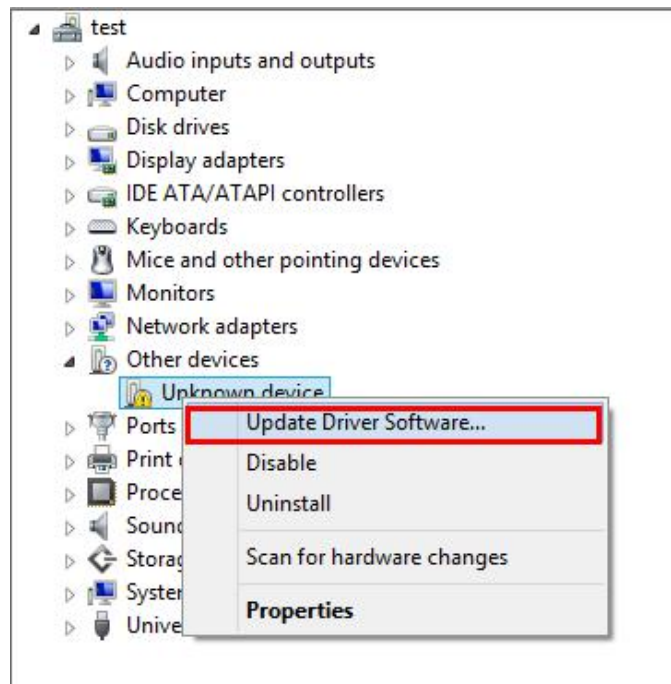 test
Audio inputs and outputs
Computer
Disk drives
Display adapters
IDE ATA/ATAPI controllers
Keyboards
Mice and other pointing devices
Monitors
Network adapters
Other devices
Unknown device
Ports
Update Driver Software...
Print
Disable
Proce
Uninstall
Sound
Storag
Scan for hardware changes
System
Properties
Unive